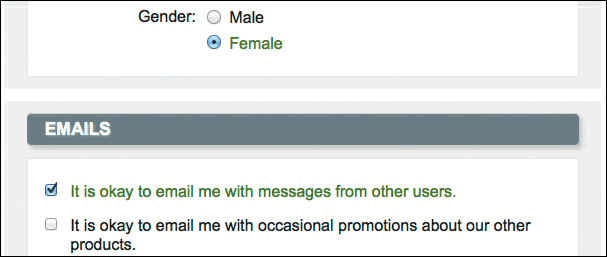 Gender: Male
Female
EMAILS
It is okay to email me with messages from other users.
It is okay to email me with occasional promotions about our other
products.